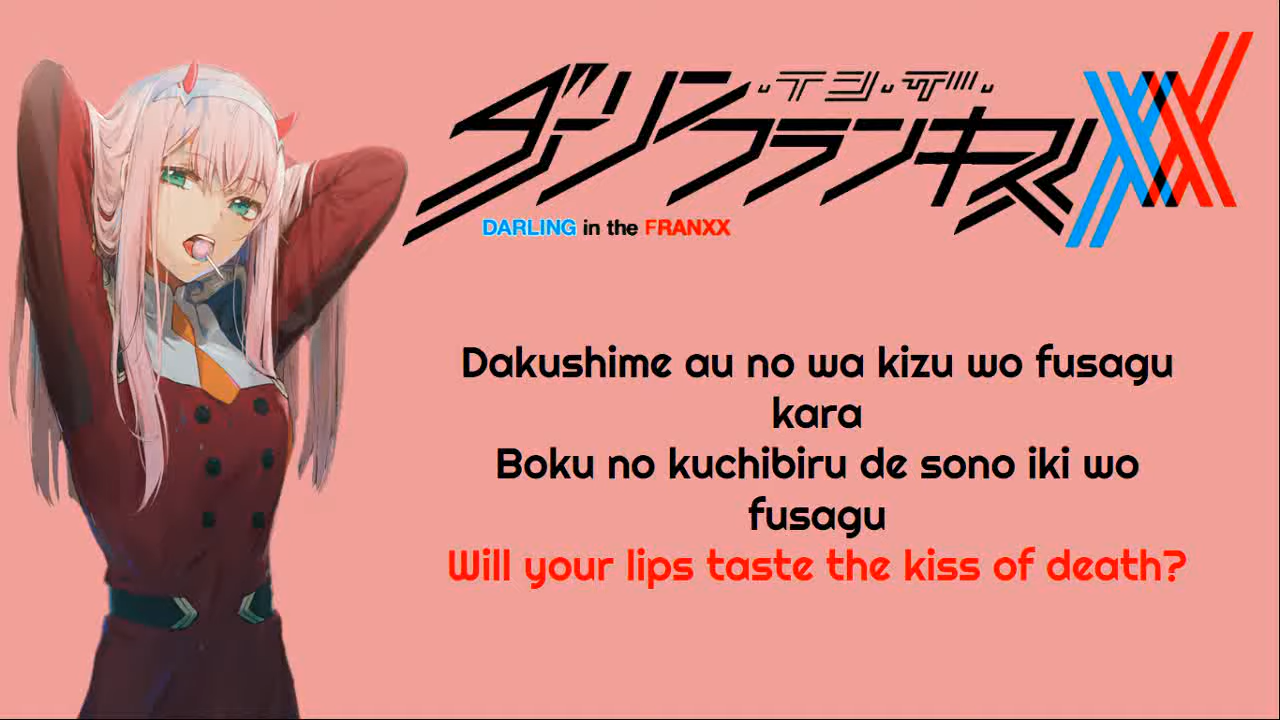 ダーリン・イン・ザ・
フランキス
XX
DARLING in the FRANXX
Dakushime au no wa kizu wo fusagu
kara
Boku no kuchibiru de sono iki wo
fusagu
Will your lips taste the kiss of death?